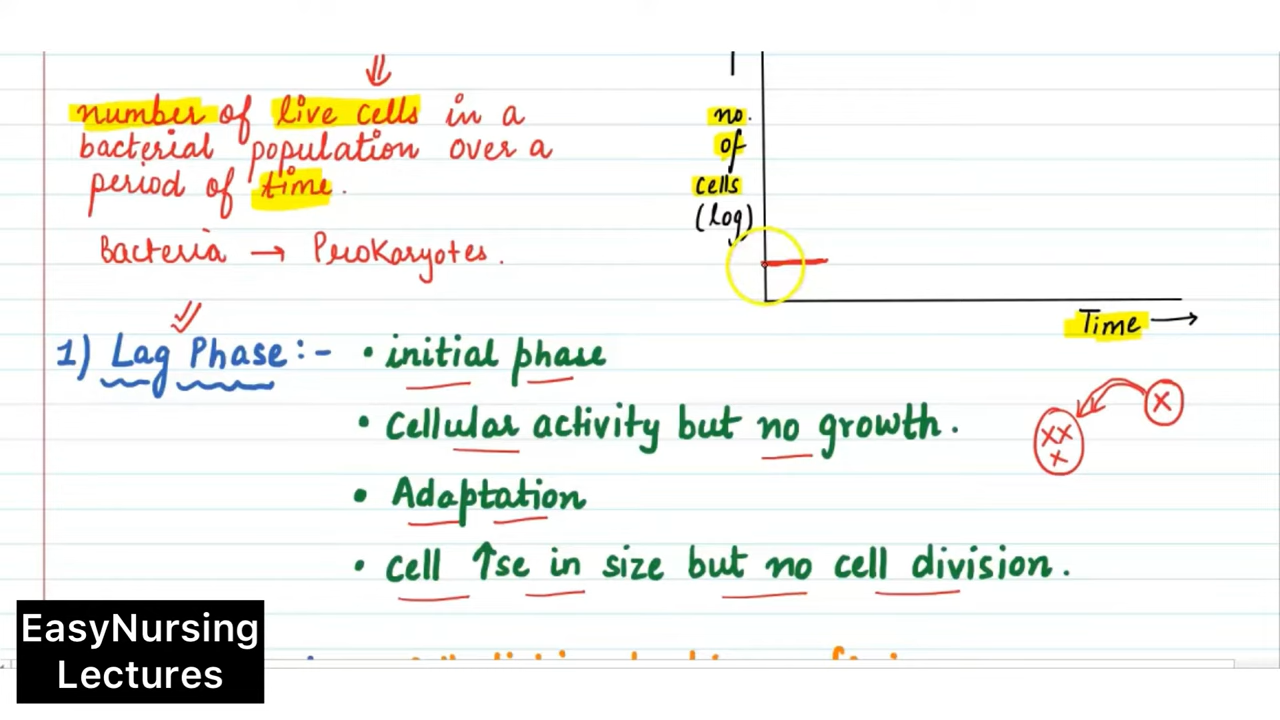 number of live cells in a
bacterial population over a
period of time.
Bacteria → Prokaryotes.
no.
of
cells
(log)
Time →
1) Lag Phase :- • initial phase
• Cellular activity but no growth.
• Adaptation
• cell ↑se in size but no cell division.
X
XX
X
EasyNursing
Lectures